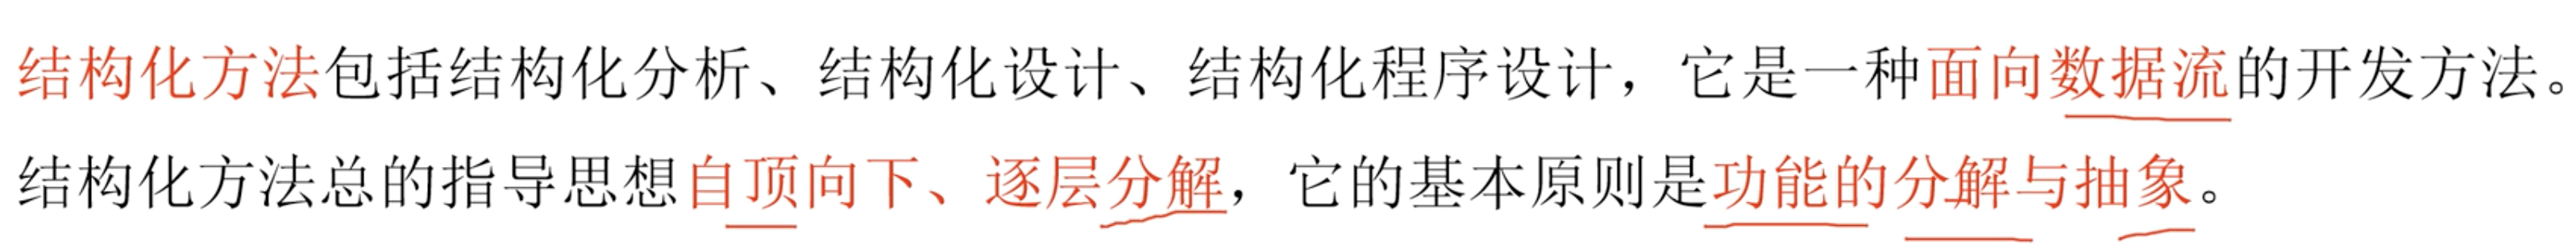 结构化方法包括结构化分析、结构化设计、结构化程序设计，它是一种面向数据流的开发方法。
结构化方法总的指导思想自顶向下、逐层分解，它的基本原则是功能的分解与抽象。